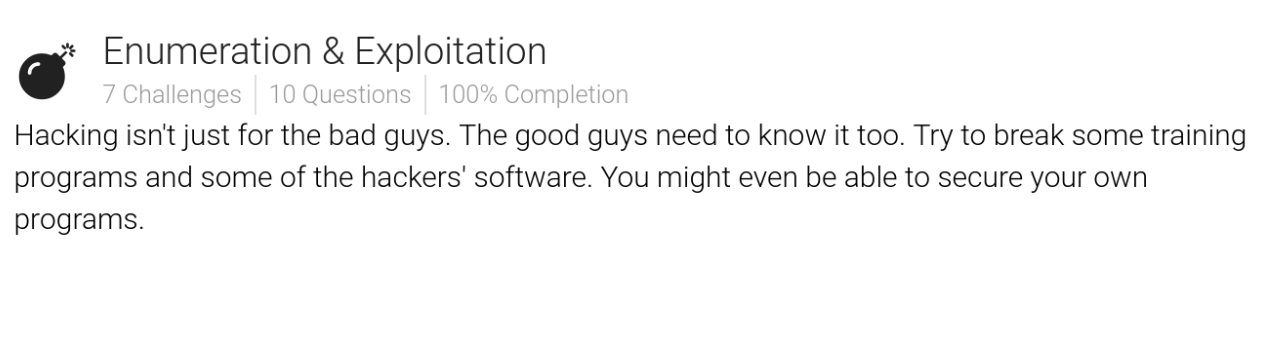 Enumeration & Exploitation
7 Challenges 10 Questions 100% Completion
Hacking isn't just for the bad guys. The good guys need to know it too. Try to break some training
programs and some of the hackers' software. You might even be able to secure your own
programs.